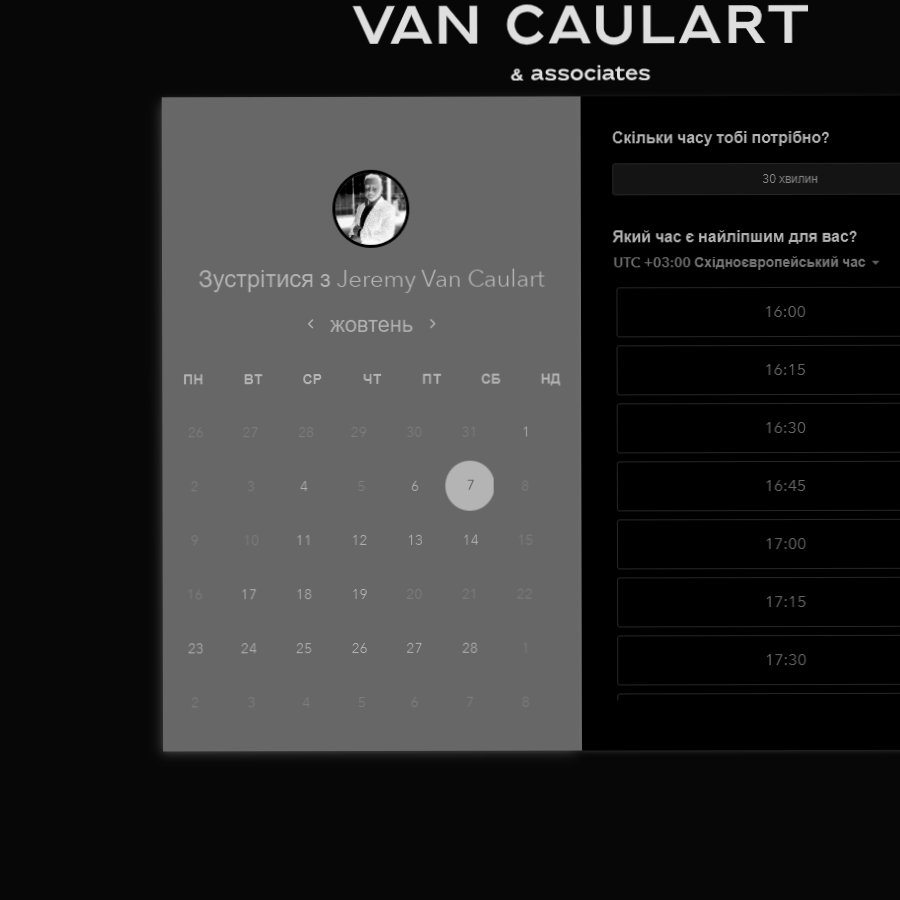 VAN CAULART
& associates
Зустрітися з Jeremy Van Caulart
жовтень
ПН ВТ СР ЧТ ПТ СБ НД
26 27 28 29 30 31 1
2 3 4 5 6 7 8
9 10 11 12 13 14 15
16 17 18 19 20 21 22
23 24 25 26 27 28 1
2 3 4 5 6 7 8
Скільки часу тобі потрібно?
30 хвилин
Який час є найліпшим для вас?
UTC +03:00 Східноєвропейський час
16:00
16:15
16:30
16:45
17:00
17:15
17:30